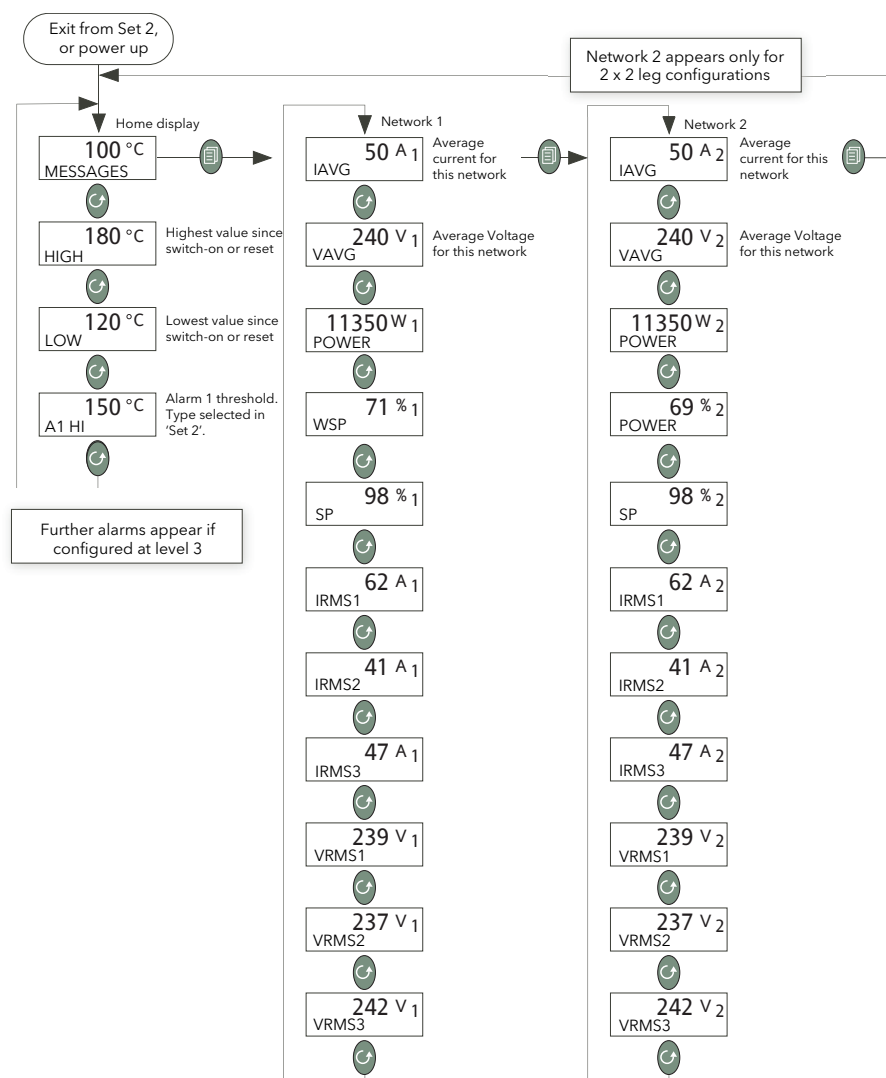 Exit from Set 2,
or power up
Network 2 appears only for
2 x 2 leg configurations
Home display
100 °C
MESSAGES
180 °C
HIGH
Highest value since
switch-on or reset
120 °C
LOW
Lowest value since
switch-on or reset
150 °C
A1 HI
Alarm 1 threshold.
Type selected in
‘Set 2’.
Further alarms appear if
configured at level 3
Network 1
50 A 1
IAVG
Average
current for
this network
240 V 1
VAVG
Average Voltage
for this network
11350 W 1
POWER
71 % 1
WSP
98 % 1
SP
62 A 1
IRMS1
41 A 1
IRMS2
47 A 1
IRMS3
239 V 1
VRMS1
237 V 1
VRMS2
242 V 1
VRMS3
Network 2
50 A 2
IAVG
Average
current for this
network
240 V 2
VAVG
Average Voltage
for this network
11350 W 2
POWER
69 % 2
POWER
98 % 2
SP
62 A 2
IRMS1
41 A 2
IRMS2
47 A 2
IRMS3
239 V 2
VRMS1
237 V 2
VRMS2
242 V 2
VRMS3